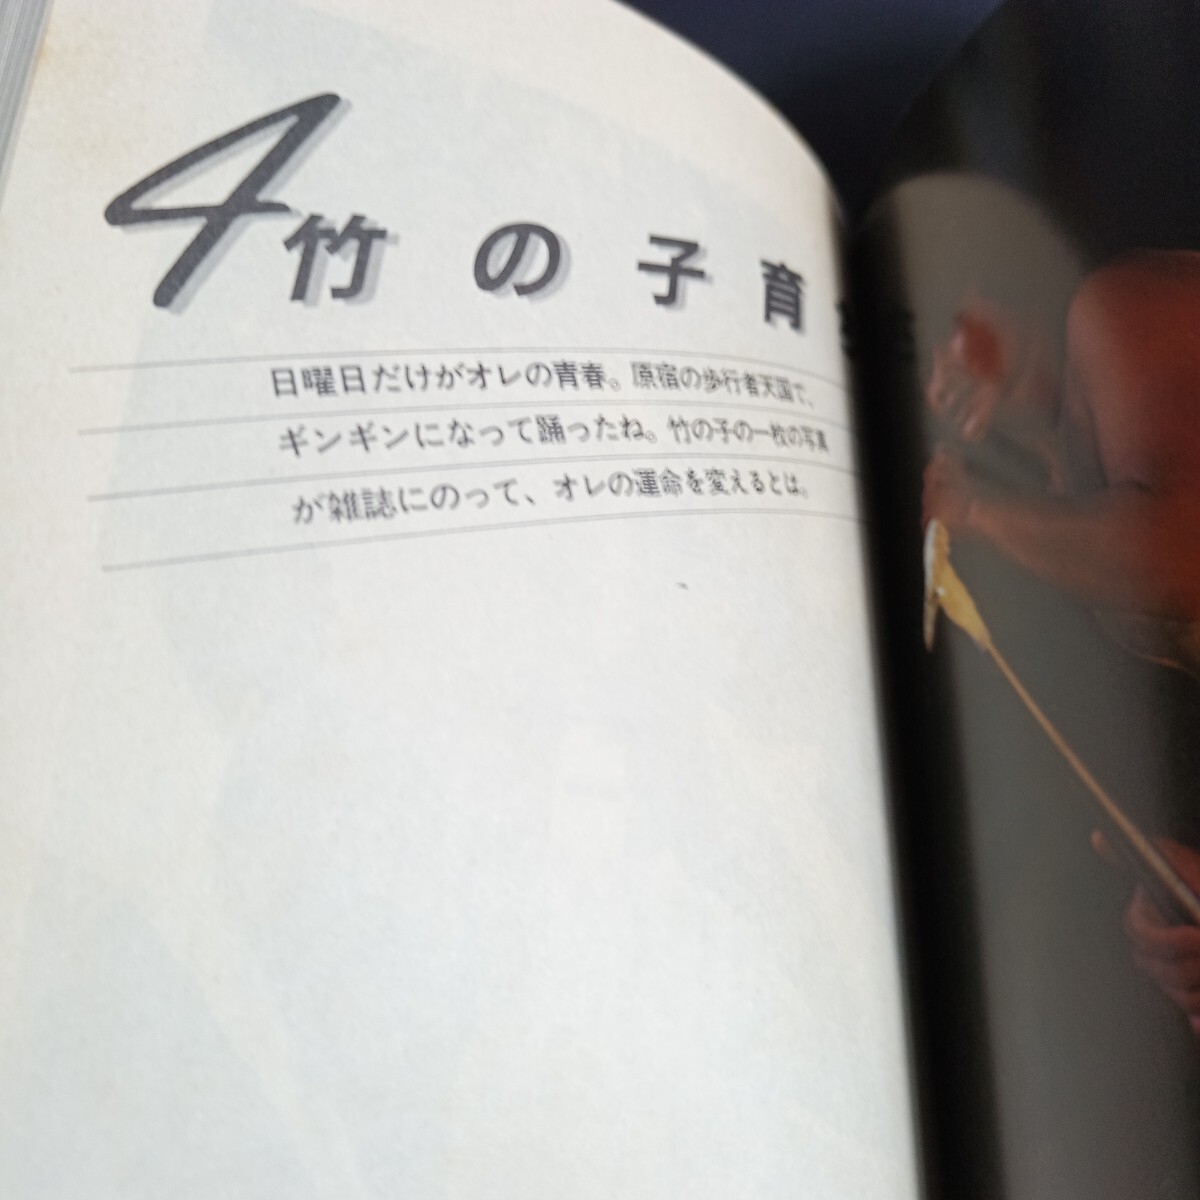 4 竹の子育
日曜日だけがオレの青春。原宿の歩行者天国で、
ギンギンになって踊ったね。竹の子の一枚の写真
が雑誌にのって、オレの運命を変えるとは。